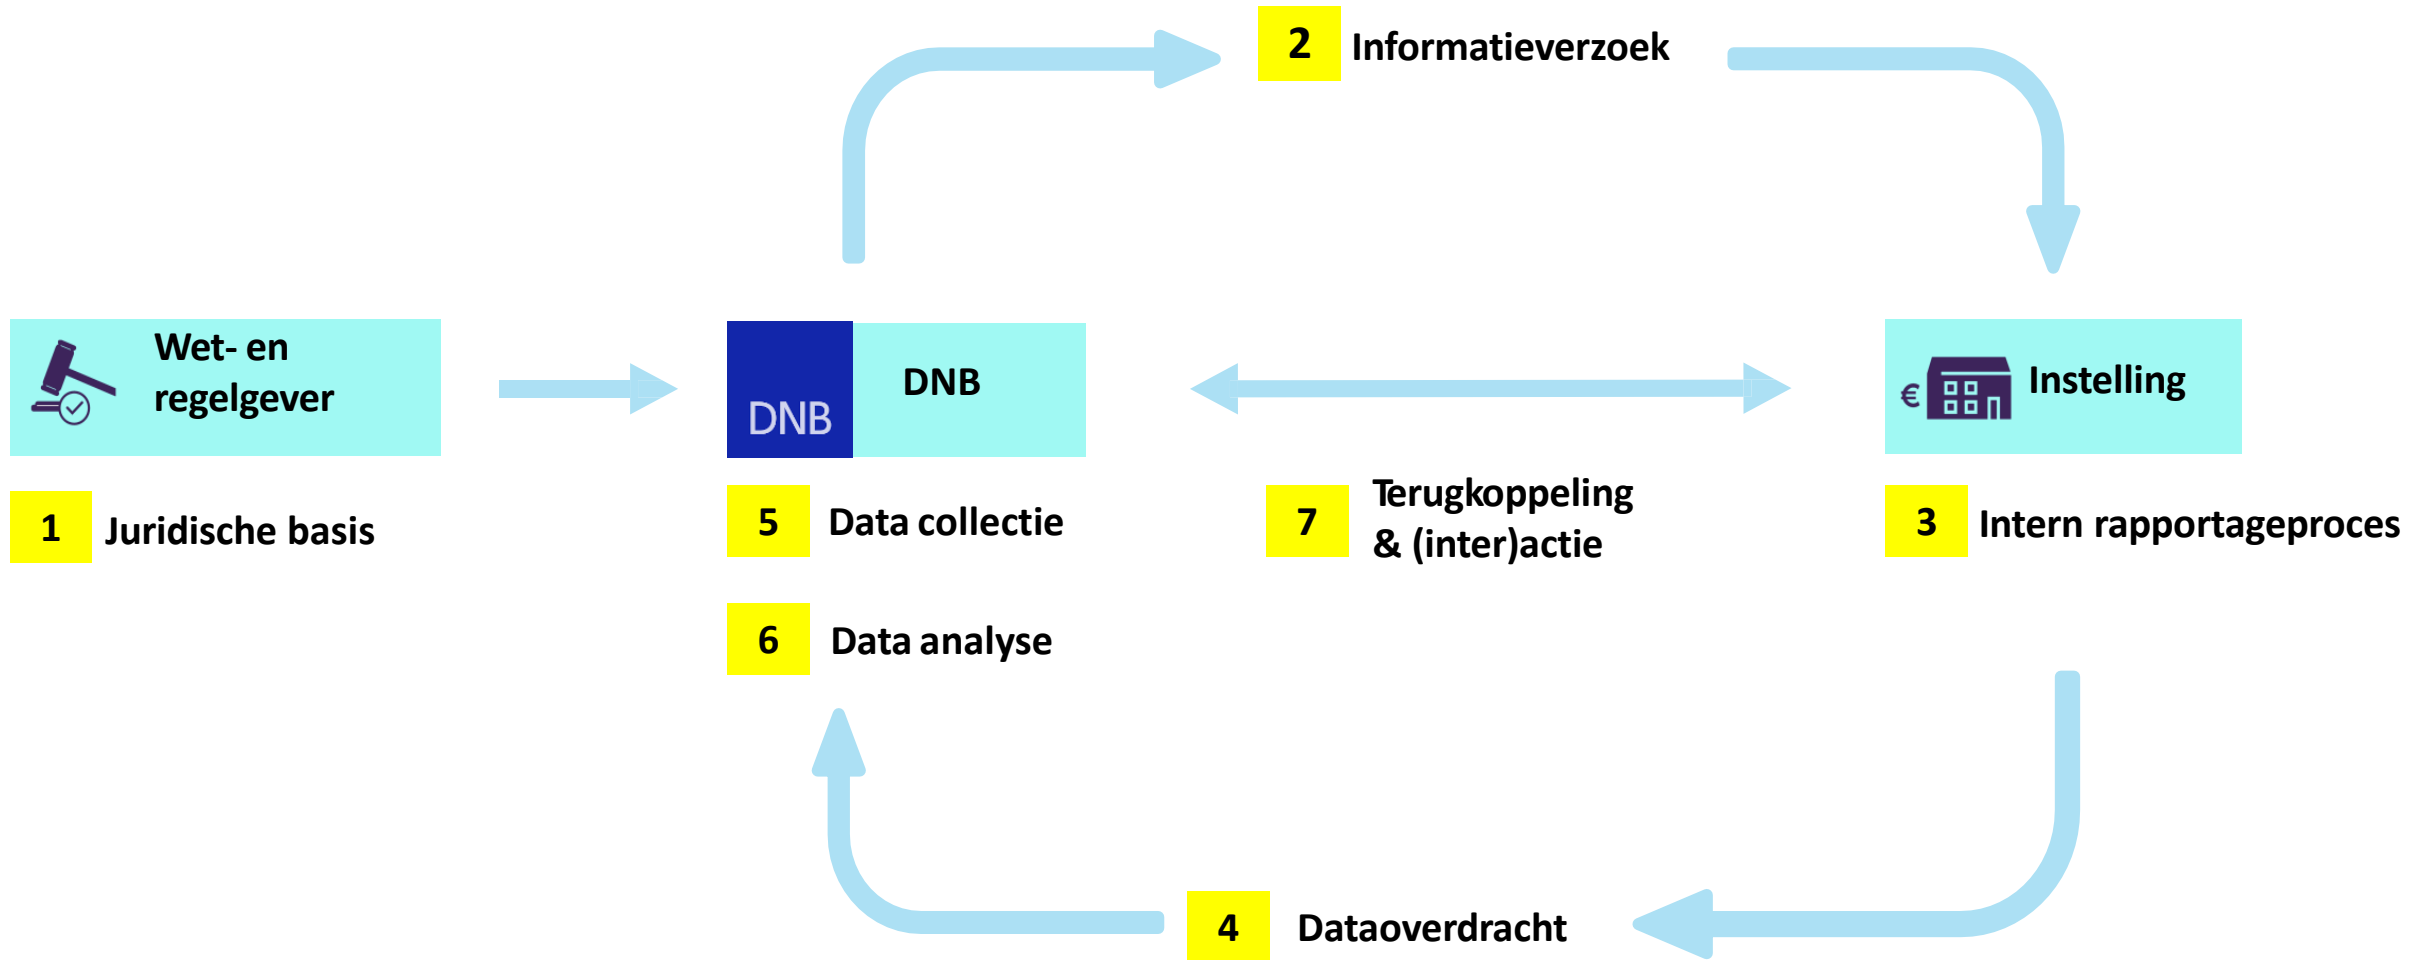 2 Informatieverzoek
Wet- en
regelgever
DNB
DNB
€
Instelling
1 Juridische basis
5 Data collectie
7 Terugkoppeling
& (inter)actie
3 Intern rapportageproces
6 Data analyse
4 Dataoverdracht